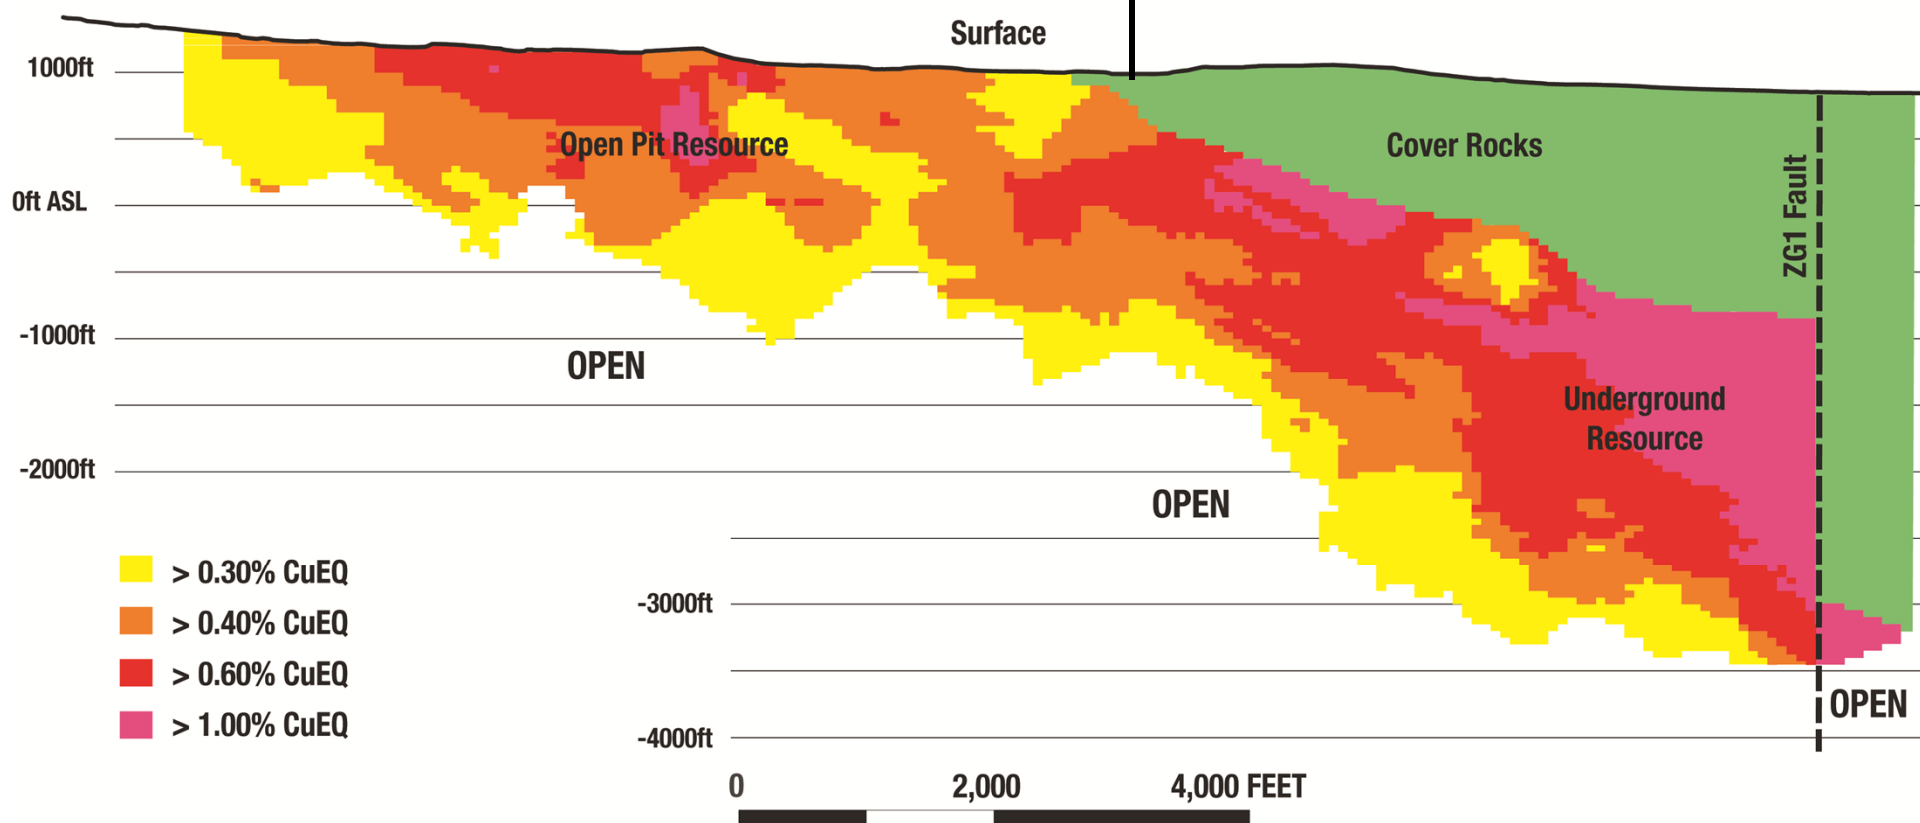 Surface
1000ft
Open Pit Resource
Cover Rocks
ZG1 Fault
0ft ASL
-1000ft
OPEN
Underground
Resource
-2000ft
OPEN
> 0.30% CuEQ
-3000ft
> 0.40% CuEQ
> 0.60% CuEQ
OPEN
> 1.00% CuEQ
-4000ft
0 2,000 4,000 FEET